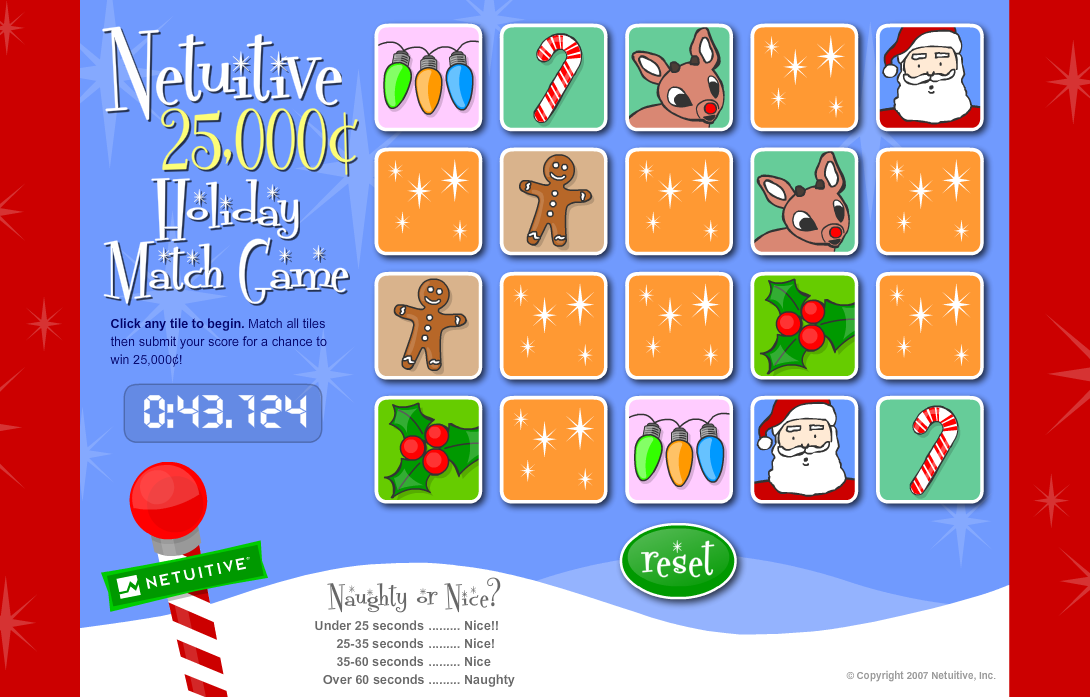 Netuitive
25,000¢
Holiday
Match Game
Click any tile to begin. Match all tiles
then submit your score for a chance to
win 25,000¢!
0:43.724
NETUITIVE
reset
Naughty or Nice?
Under 25 seconds ......... Nice!!
25-35 seconds ......... Nice!
35-60 seconds ......... Nice
Over 60 seconds ......... Naughty
© Copyright 2007 Netuitive, Inc.